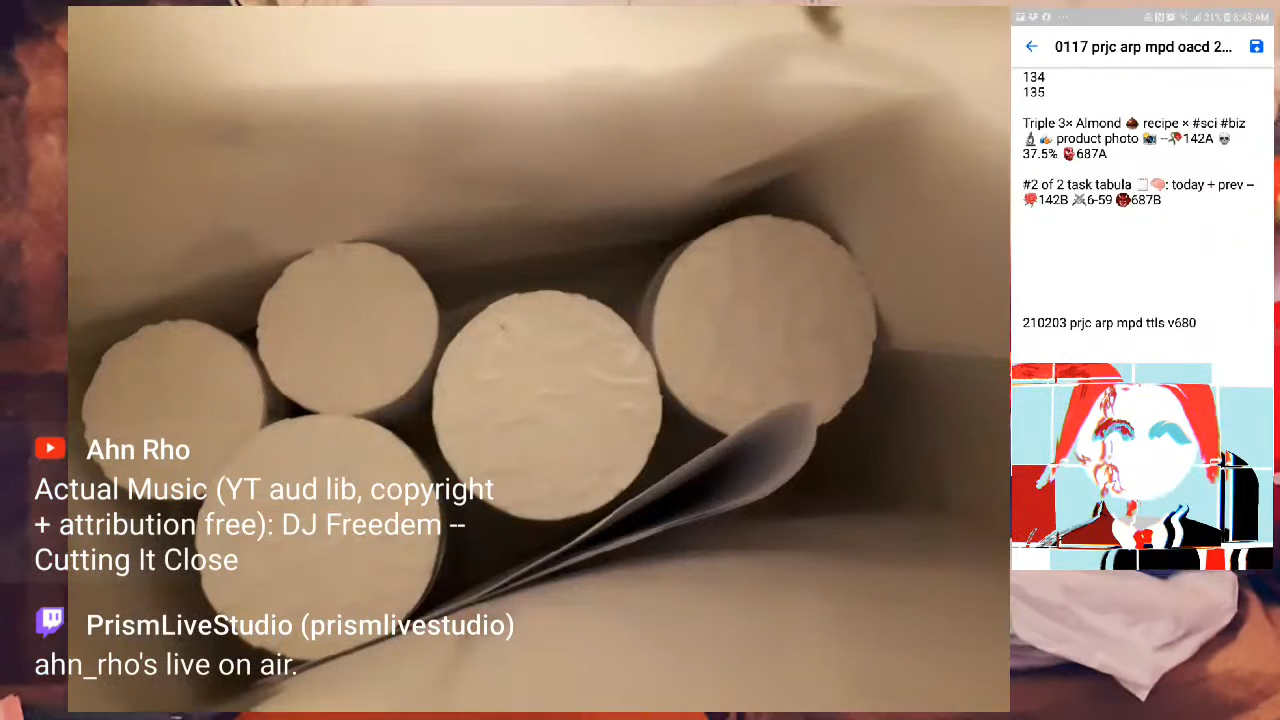 8:43 AM
21%
0117 prjc arp mpd oacd 2...
134
135
Triple 3× Almond 🌰 recipe × #sci #biz
🔬✍ product photo 📸 --🥀142A 💀
37.5% 👺687A
#2 of 2 task tabula 🗒🧠: today + prev –
🌹142B ⚔6-59 👹687B
210203 prjc arp mpd ttls v680
Ahn Rho
Actual Music (YT aud lib, copyright
+ attribution free): DJ Freedem --
Cutting It Close
PrismLiveStudio (prismlivestudio)
ahn_rho's live on air.